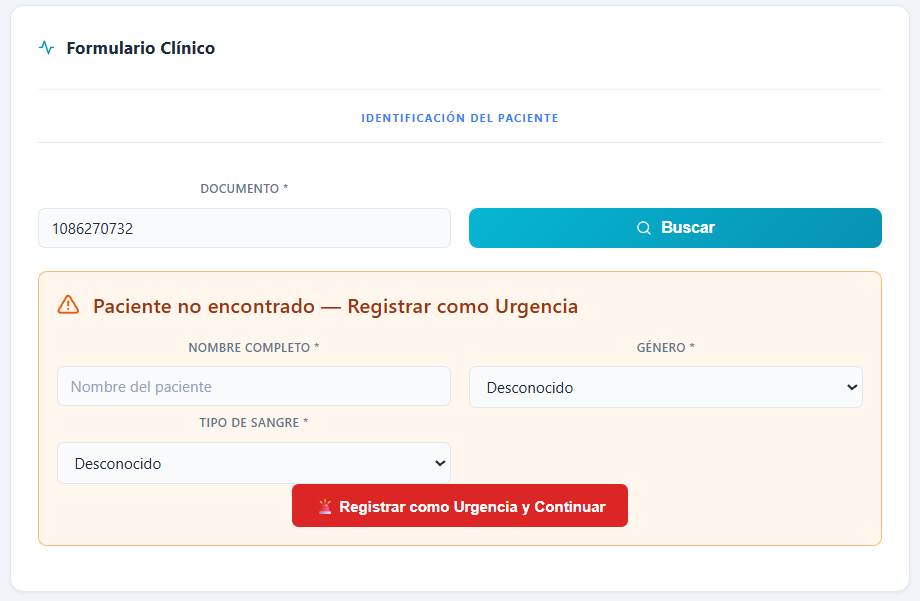 Formulario Clínico
IDENTIFICACIÓN DEL PACIENTE
DOCUMENTO *
1086270732
Buscar
Paciente no encontrado — Registrar como Urgencia
NOMBRE COMPLETO *
GÉNERO *
Nombre del paciente
Desconocido
TIPO DE SANGRE *
Desconocido
Registrar como Urgencia y Continuar